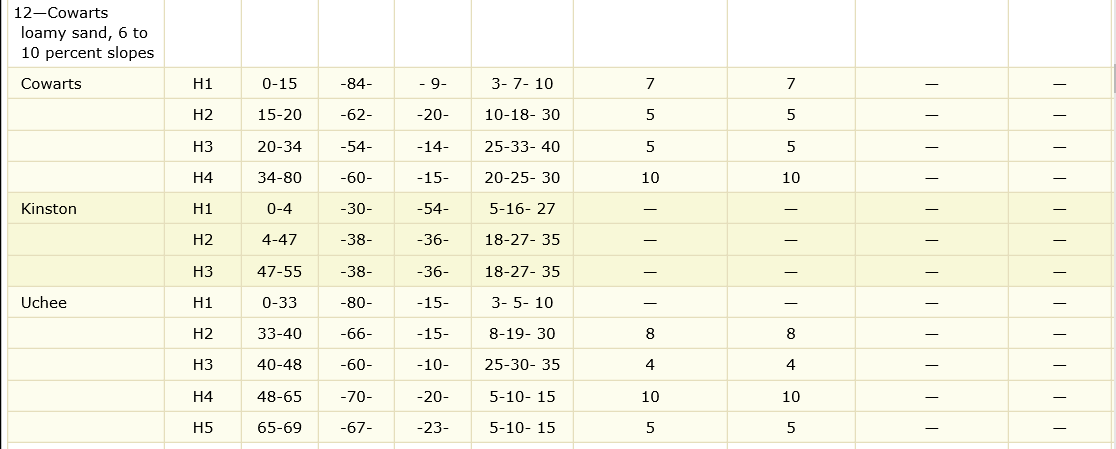 12—Cowarts
loamy sand, 6 to
10 percent slopes
Cowarts H1 0-15 -84- - 9- 3- 7- 10 7 7 — —
H2 15-20 -62- -20- 10-18- 30 5 5 — —
H3 20-34 -54- -14- 25-33- 40 5 5 — —
H4 34-80 -60- -15- 20-25- 30 10 10 — —
Kinston H1 0-4 -30- -54- 5-16- 27 — — — —
H2 4-47 -38- -36- 18-27- 35 — — — —
H3 47-55 -38- -36- 18-27- 35 — — — —
Uchee H1 0-33 -80- -15- 3- 5- 10 — — — —
H2 33-40 -66- -15- 8-19- 30 8 8 — —
H3 40-48 -60- -10- 25-30- 35 4 4 — —
H4 48-65 -70- -20- 5-10- 15 10 10 — —
H5 65-69 -67- -23- 5-10- 15 5 5 — —